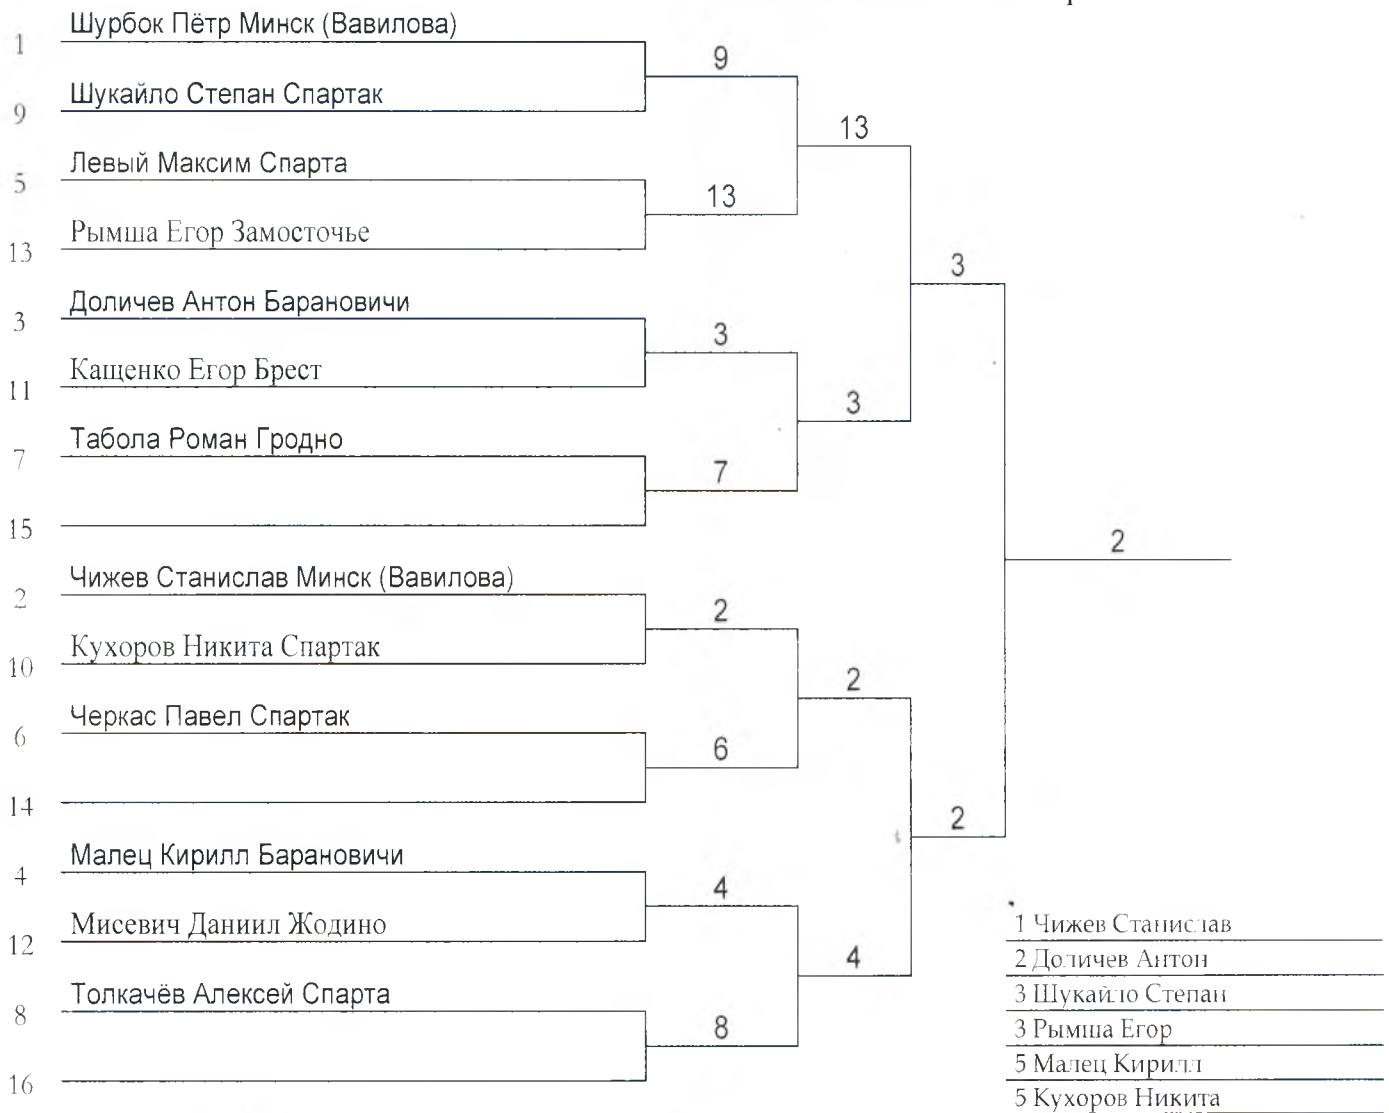 1 Шурбок Пётр Минск (Вавилова)
9
9 Шукайло Степан Спартак
13
5 Левый Максим Спарта
13
13 Рымша Егор Замосточье
3
3 Доличев Антон Барановичи
3
11 Кащенко Егор Брест
3
7 Табола Роман Гродно
7
15
2
2 Чижев Станислав Минск (Вавилова)
2
10 Кухоров Никита Спартак
2
6 Черкас Павел Спартак
6
14
2
4 Малец Кирилл Барановичи
4
12 Мисевич Даниил Жодино
4
8 Толкачёв Алексей Спарта
8
16
1 Чижев Станислав
2 Доличев Антон
3 Шукайло Степан
3 Рымша Егор
5 Малец Кирилл
5 Кухоров Никита